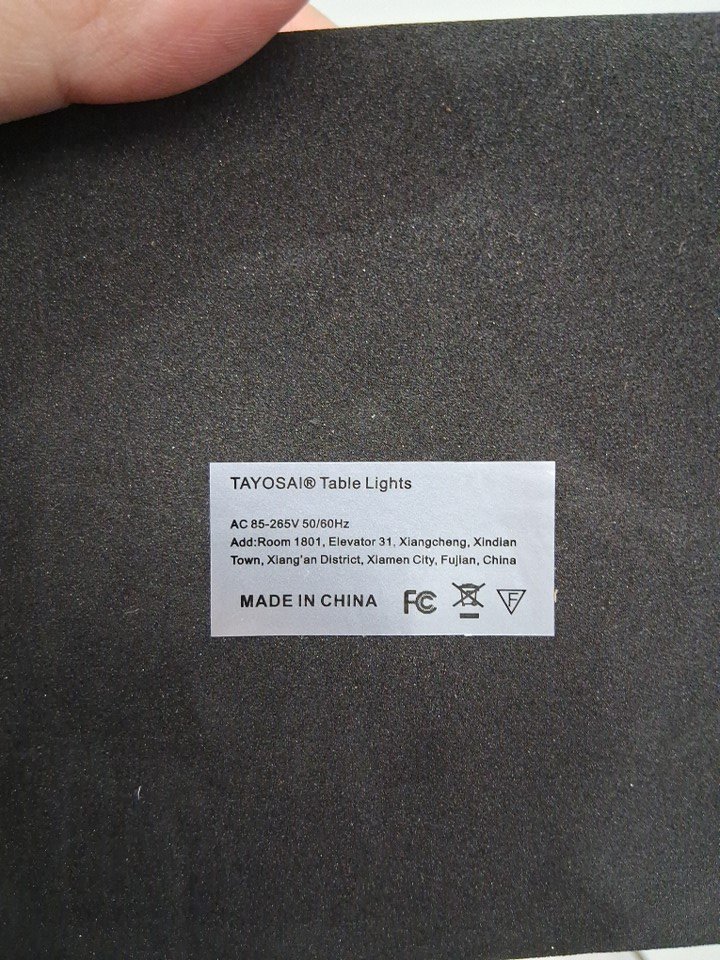 TAYOSAI® Table Lights
AC 85-265V 50/60Hz
Add:Room 1801, Elevator 31, Xiangcheng, Xindian
Town, Xiang'an District, Xiamen City, Fujian, China
MADE IN CHINA FC F